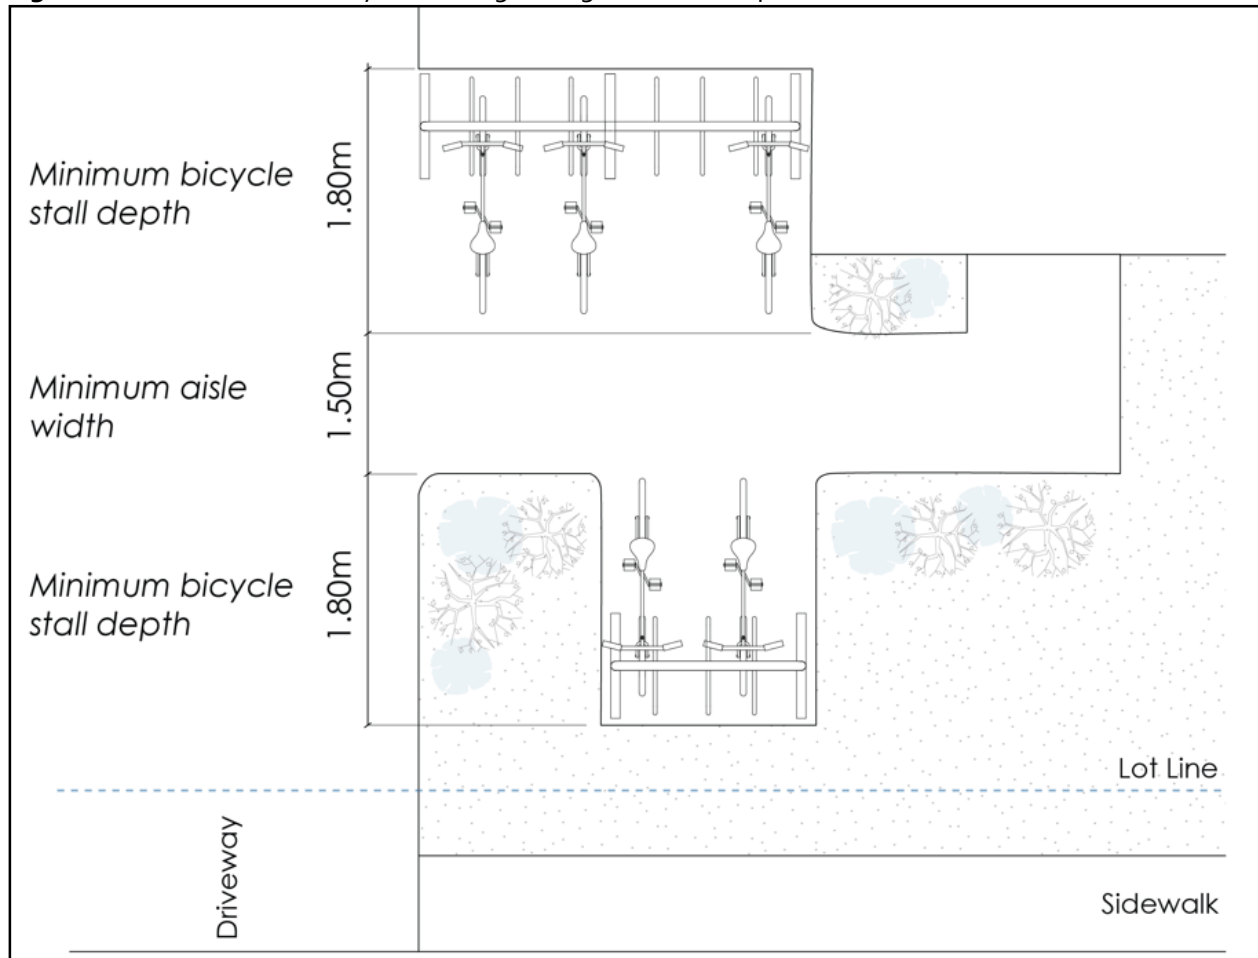 Minimum bicycle
stall depth
1.80m
Minimum aisle
width
1.50m
Minimum bicycle
stall depth
1.80m
Lot Line
Driveway
Sidewalk